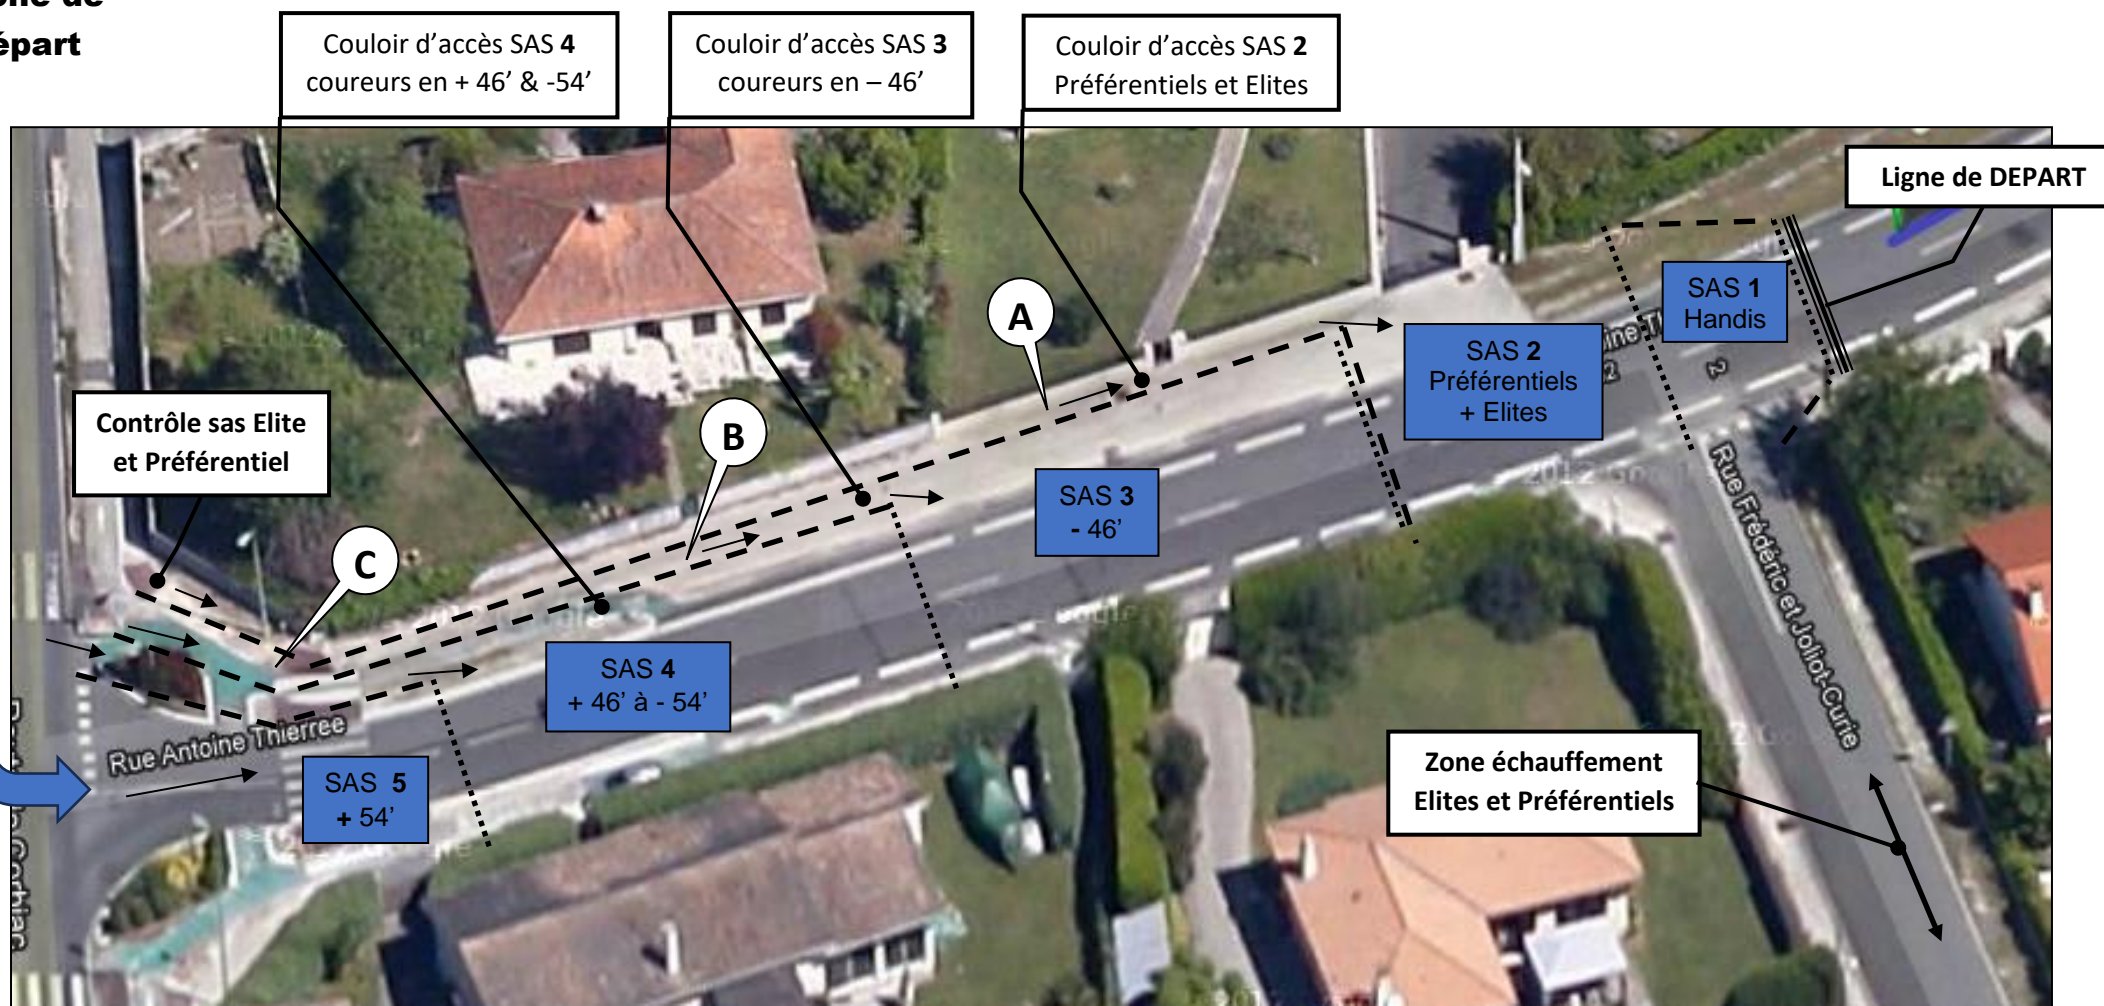 Couloir d’accès SAS 4
coureurs en + 46’ & -54’
Couloir d’accès SAS 3
coureurs en – 46’
Couloir d’accès SAS 2
Préférentiels et Elites
Ligne de DEPART
SAS 1
Handis
A
SAS 2
Préférentiels
+ Elites
2
Contrôle sas Elite
et Préférentiel
B
SAS 3
- 46’
C
Rue Frédéric et Joliot-Curie
SAS 4
+ 46’ à - 54’
Rue Antoine Thierree
SAS 5
+ 54’
Zone échauffement
Elites et Préférentiels